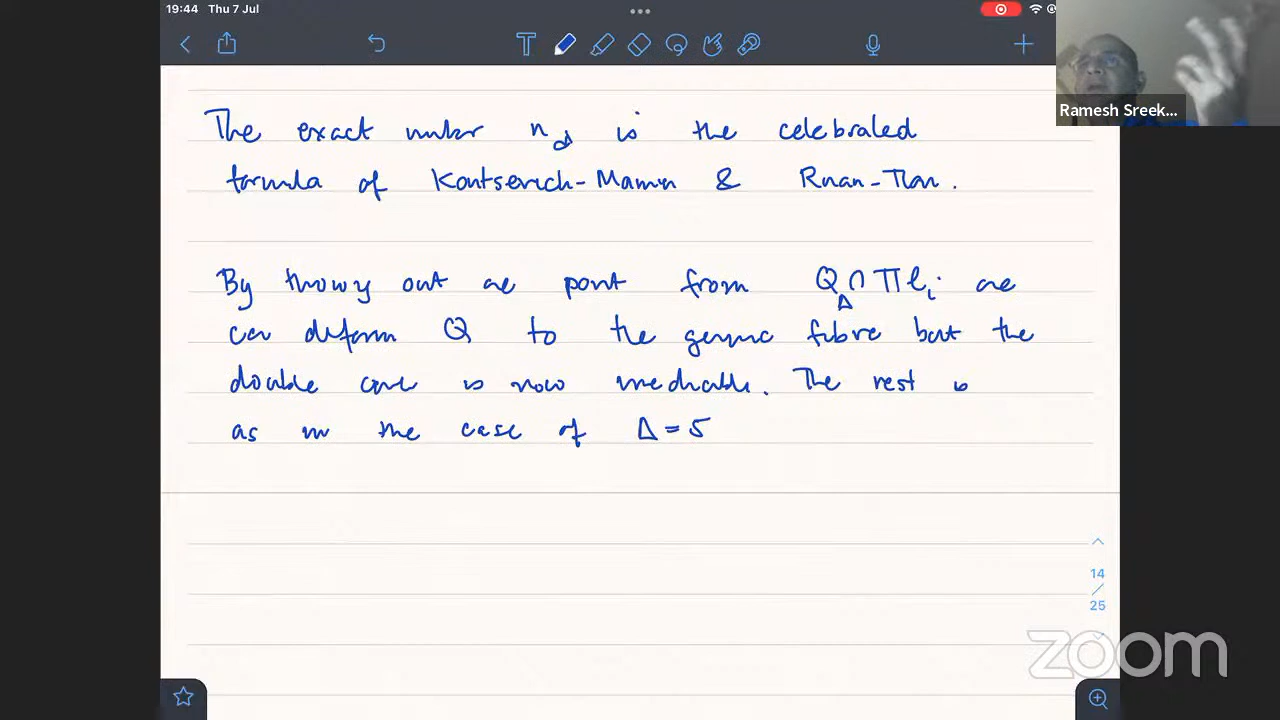 19:44 Thu 7 Jul
Ramesh Sreek...
The exact number n_d is the celebrated
formula of Kontsevich-Manin & Ruan-Tian.
By throwing out one point from Q_Δ ∩ Πℓ_i one
can deform Q to the generic fibre but the
double cover is now irreducible. The rest is
as in the case of Δ = 5
14
/
25
zoom